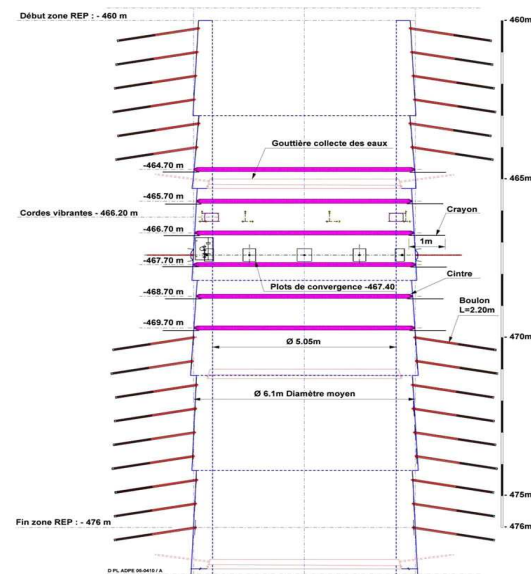 Début zone REP : - 460 m
-460m
Gouttière collecte des eaux
-464.70 m
-465m
-465.70 m
Cordes vibrantes - 466.20 m
Crayon
-466.70 m
1m
-467.70 m
Plots de convergence -467.40
Cintre
-468.70 m
Boulon
L=2.20m
-469.70 m
-470m
Ø 5.05m
Ø 6.1m Diamètre moyen
-475m
Fin zone REP : - 476 m
-476m
D PL ADPE 00-0410 / A